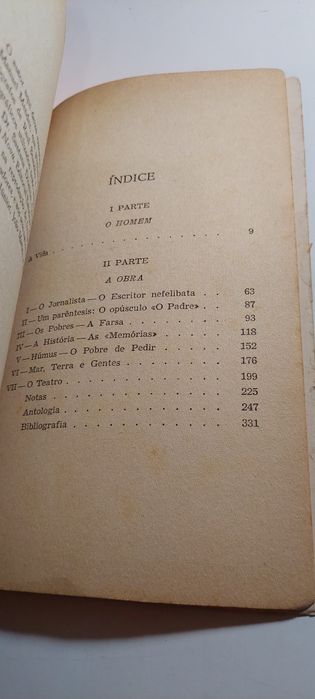 ÍNDICE
I PARTE
O HOMEM
A Vida . . . . . . . . . . . . . . . 9
II PARTE
A OBRA
I — O Jornalista — O Escritor nefelibata . . 63
II — Um parêntesis: O opúsculo «O Padre» . . 87
III — Os Pobres — A Farsa . . . . . . . 93
IV — A História — As «Memórias» . . . . . 118
V — Húmus — O Pobre de Pedir . . . . . 152
VI — Mar, Terra e Gentes . . . . . . . . 176
VII — O Teatro . . . . . . . . . . . . 199
Notas . . . . . . . . . . . . . . 225
Antologia . . . . . . . . . . . . . 247
Bibliografia . . . . . . . . . . . . 331